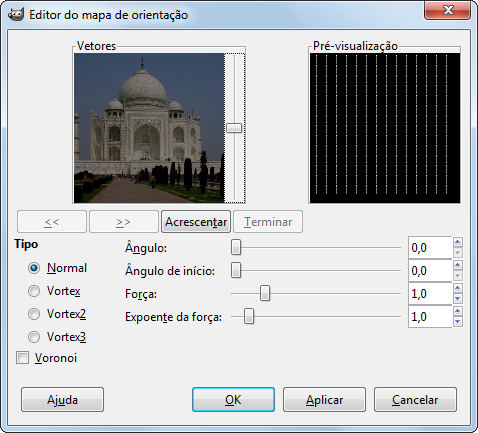 Editor do mapa de orientação
Vetores
Pré-visualização
<<
>>
Acrescentar
Terminar
Tipo
Normal
Vortex
Vortex2
Vortex3
Voronoi
Ângulo:
0,0
Ângulo de início:
0,0
Força:
1,0
Expoente da força:
1,0
Ajuda
OK
Aplicar
Cancelar